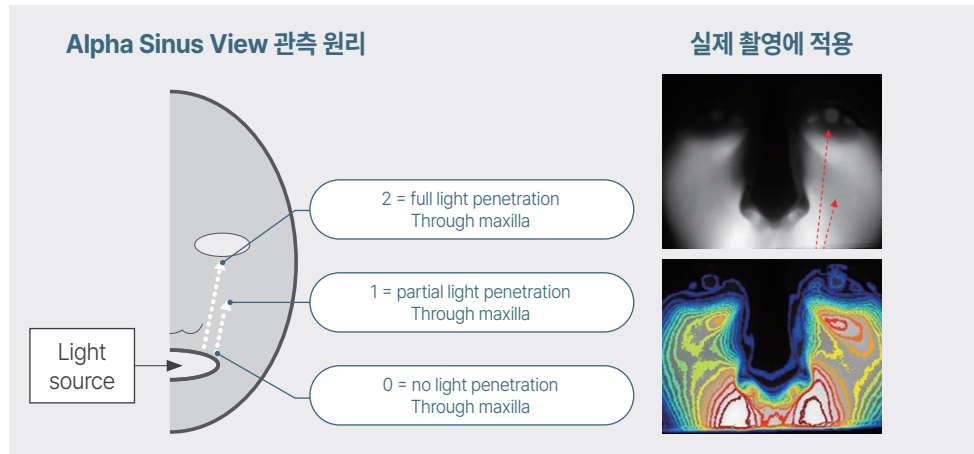 Alpha Sinus View 관측 원리
실제 촬영에 적용
2 = full light penetration
Through maxilla
1 = partial light penetration
Through maxilla
Light
source
0 = no light penetration
Through maxilla